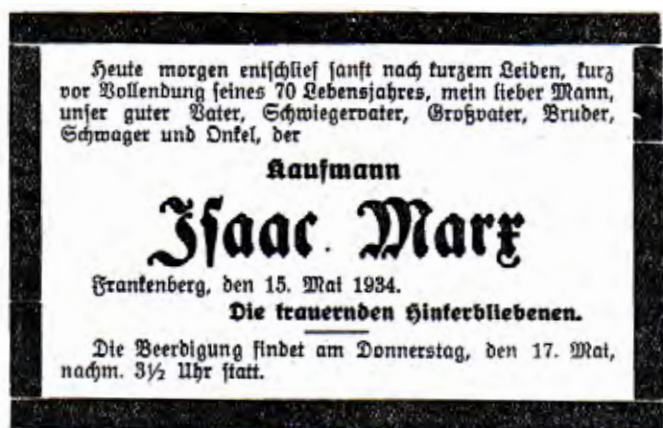 Heute morgen entschlief sanft nach kurzem Leiden, kurz
vor Vollendung seines 70 Lebensjahres, mein lieber Mann,
unser guter Vater, Schwiegervater, Großvater, Bruder,
Schwager und Onkel, der
Kaufmann
Isaac Marx
Frankenberg, den 15. Mai 1934.
Die trauernden Hinterbliebenen.
Die Beerdigung findet am Donnerstag, den 17. Mai,
nachm. 3½ Uhr statt.